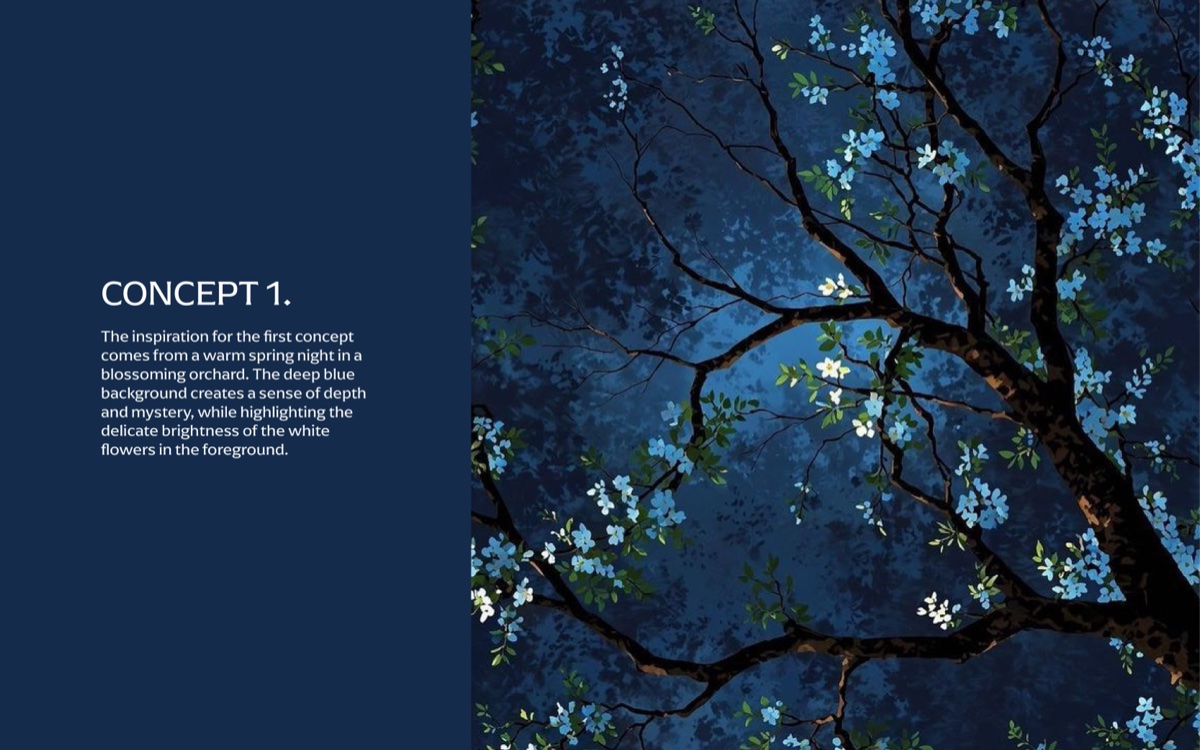 CONCEPT 1.
The inspiration for the first concept
comes from a warm spring night in a
blossoming orchard. The deep blue
background creates a sense of depth
and mystery, while highlighting the
delicate brightness of the white
flowers in the foreground.